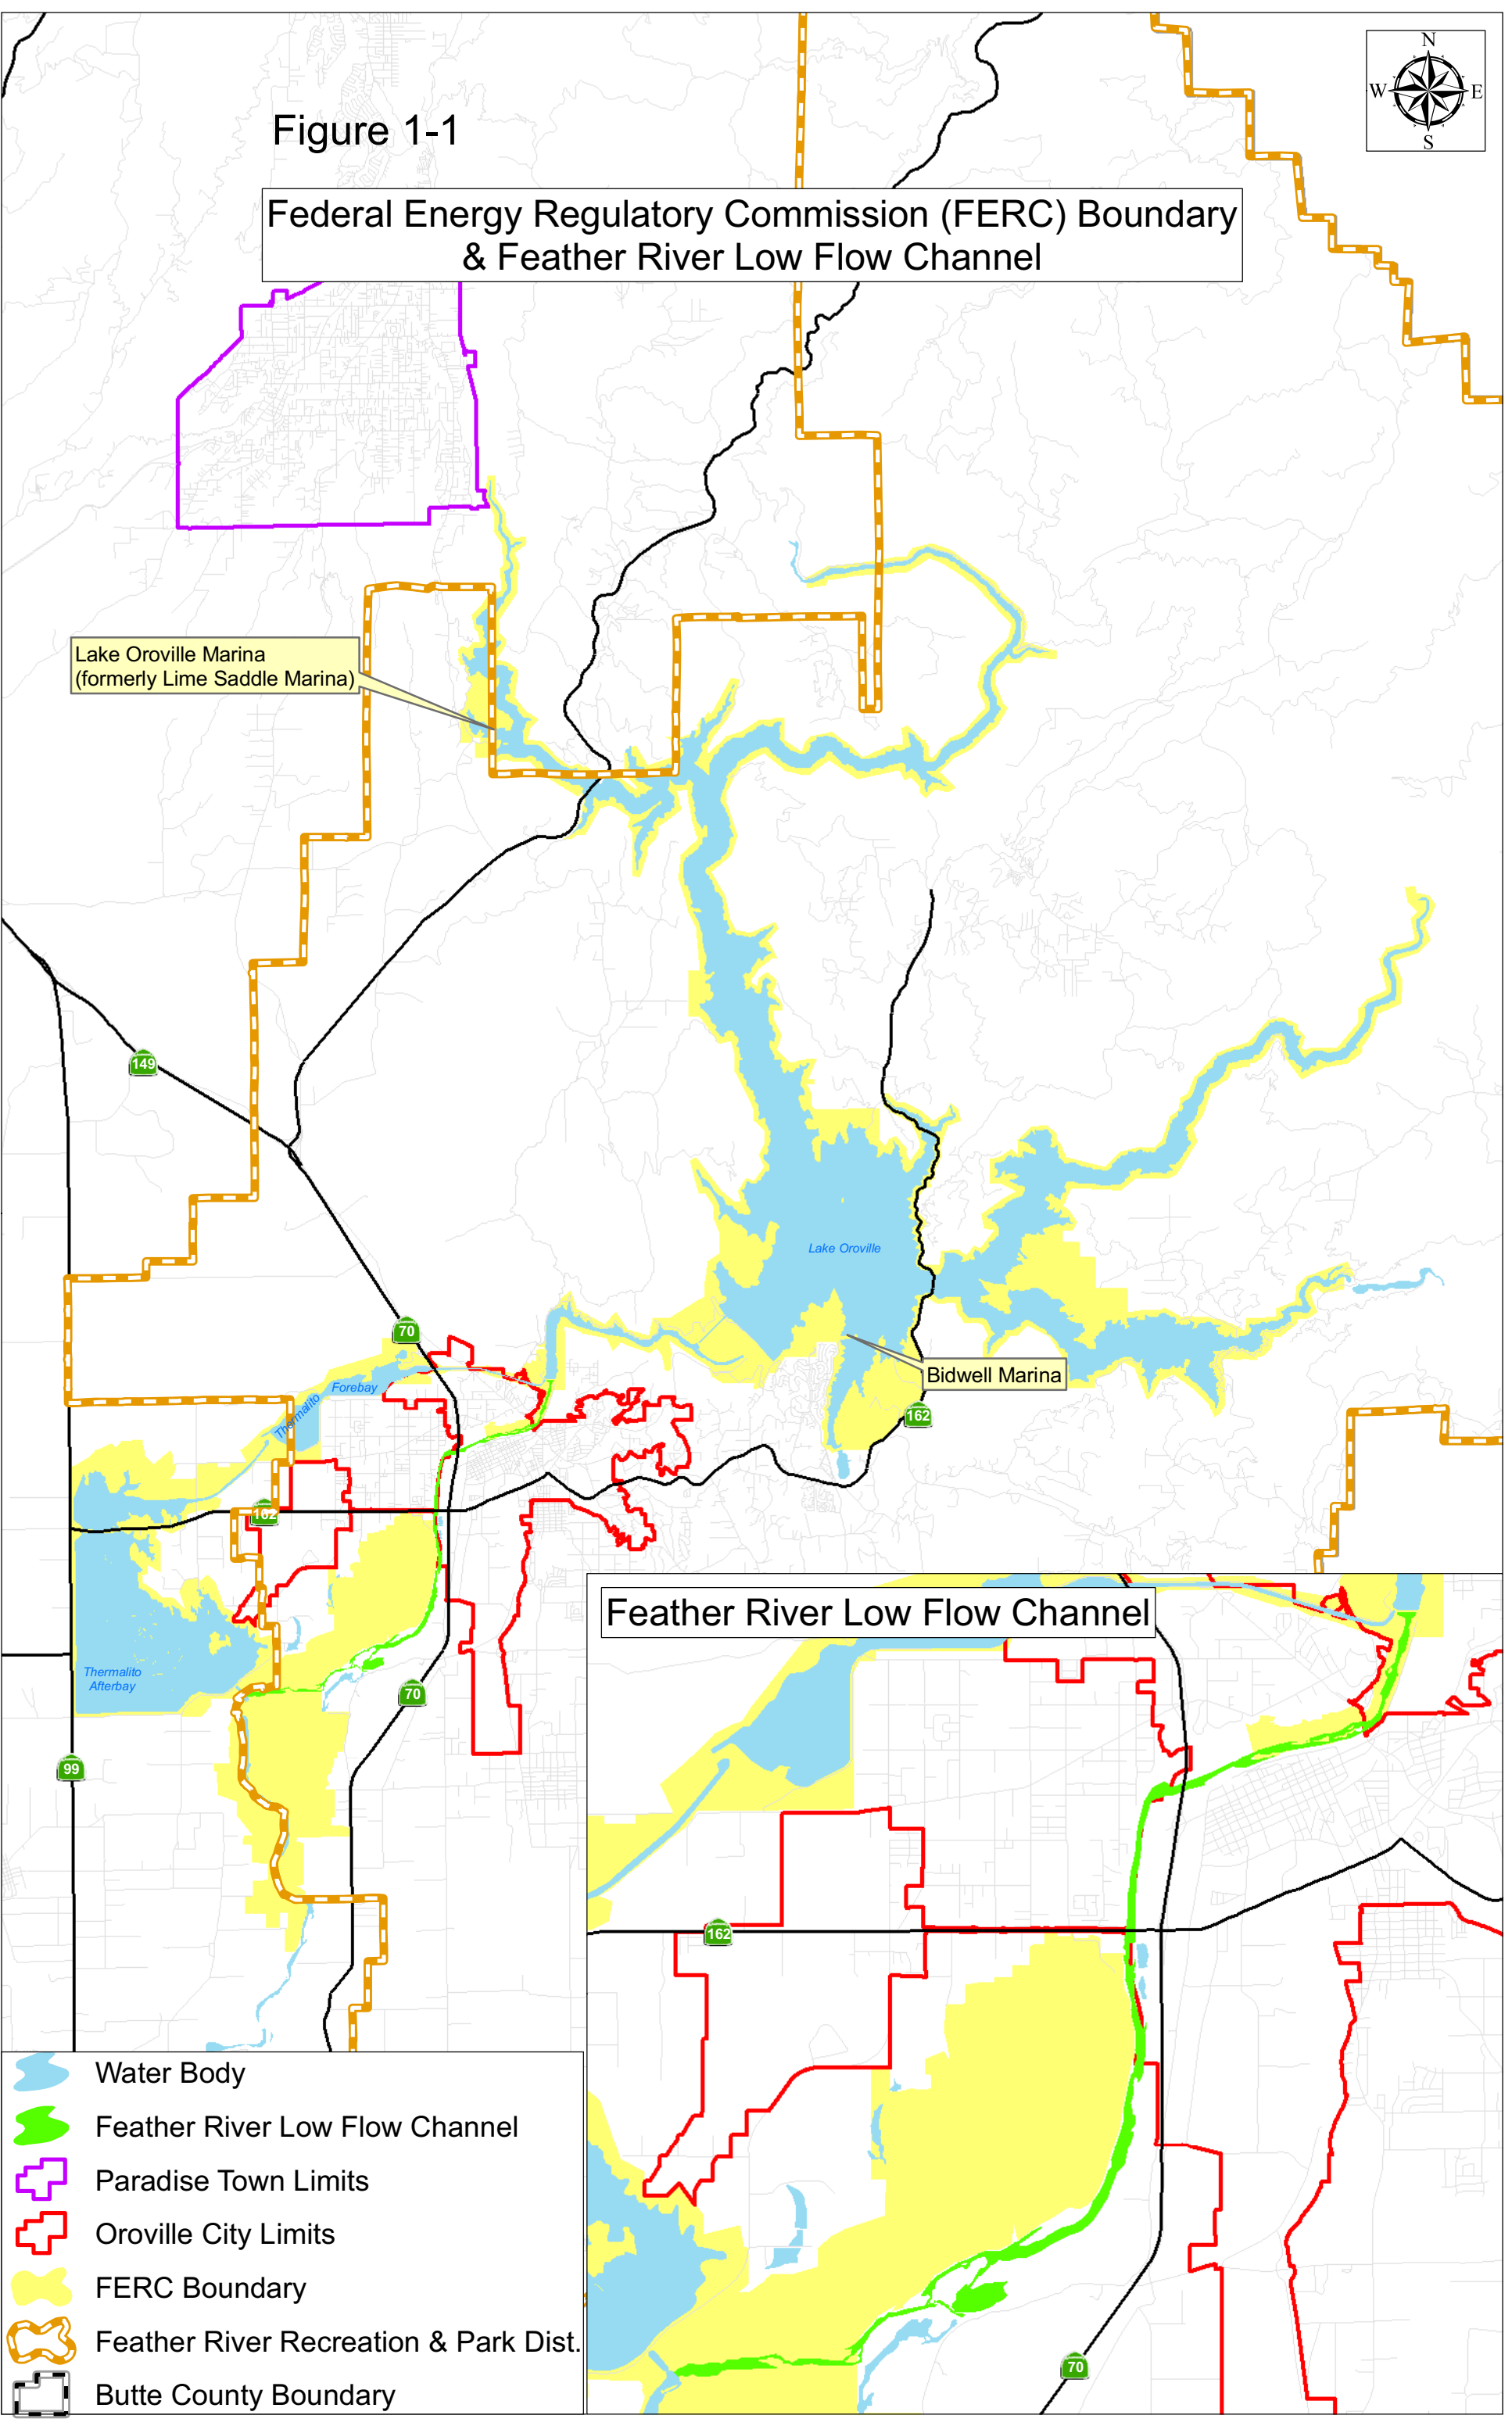 N
W E
S
Figure 1-1
Federal Energy Regulatory Commission (FERC) Boundary
& Feather River Low Flow Channel
Lake Oroville Marina
(formerly Lime Saddle Marina)
149
Lake Oroville
70
Bidwell Marina
Forebay
Thermalito
162
162
Feather River Low Flow Channel
Thermalito
Afterbay
70
99
162
70
Water Body
Feather River Low Flow Channel
Paradise Town Limits
Oroville City Limits
FERC Boundary
Feather River Recreation & Park Dist.
Butte County Boundary